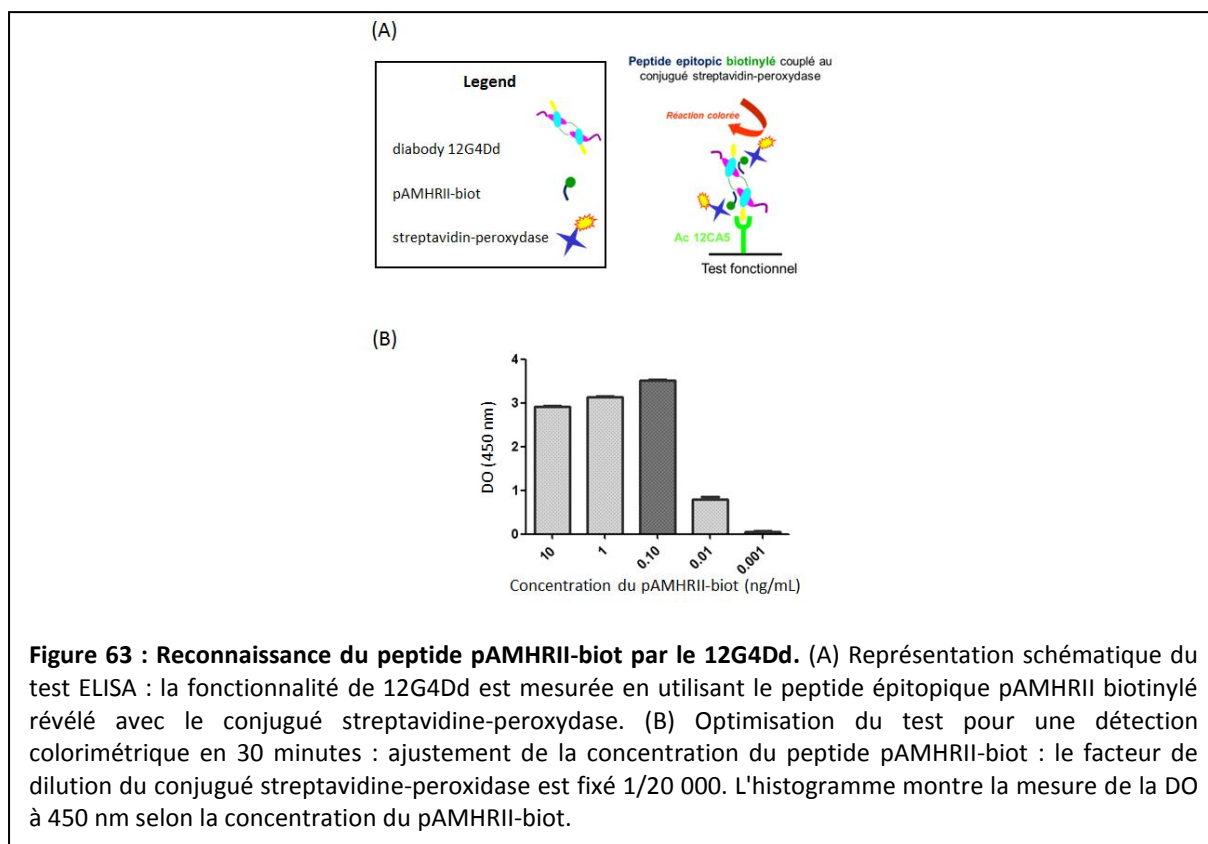 (A)
Legend
diabody 12G4Dd
pAMHRII-biot
streptavidin-peroxydase
Peptide epitopic biotinylé couplé au
conjugué streptavidin-peroxydase
Réaction colorée
Ac 12CA5
Test fonctionnel
(B)
DO (450 nm)
4
3
2
1
0
10
1
0.10
0.01
0.001
Concentration du pAMHRII-biot (ng/mL)
Figure 63 : Reconnaissance du peptide pAMHRII-biot par le 12G4Dd. (A) Représentation schématique du
test ELISA : la fonctionnalité de 12G4Dd est mesurée en utilisant le peptide épitopique pAMHRII biotinylé
révélé avec le conjugué streptavidine-peroxydase. (B) Optimisation du test pour une détection
colorimétrique en 30 minutes : ajustement de la concentration du peptide pAMHRII-biot : le facteur de
dilution du conjugué streptavidine-peroxidase est fixé 1/20 000. L'histogramme montre la mesure de la DO
à 450 nm selon la concentration du pAMHRII-biot.